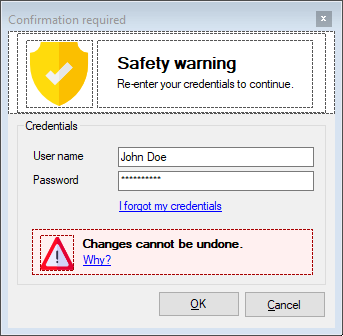 Confirmation required
x
Safety warning
Re-enter your credentials to continue.
Credentials
User name
John Doe
Password
**********
I forgot my credentials
Changes cannot be undone.
Why?
OK
Cancel